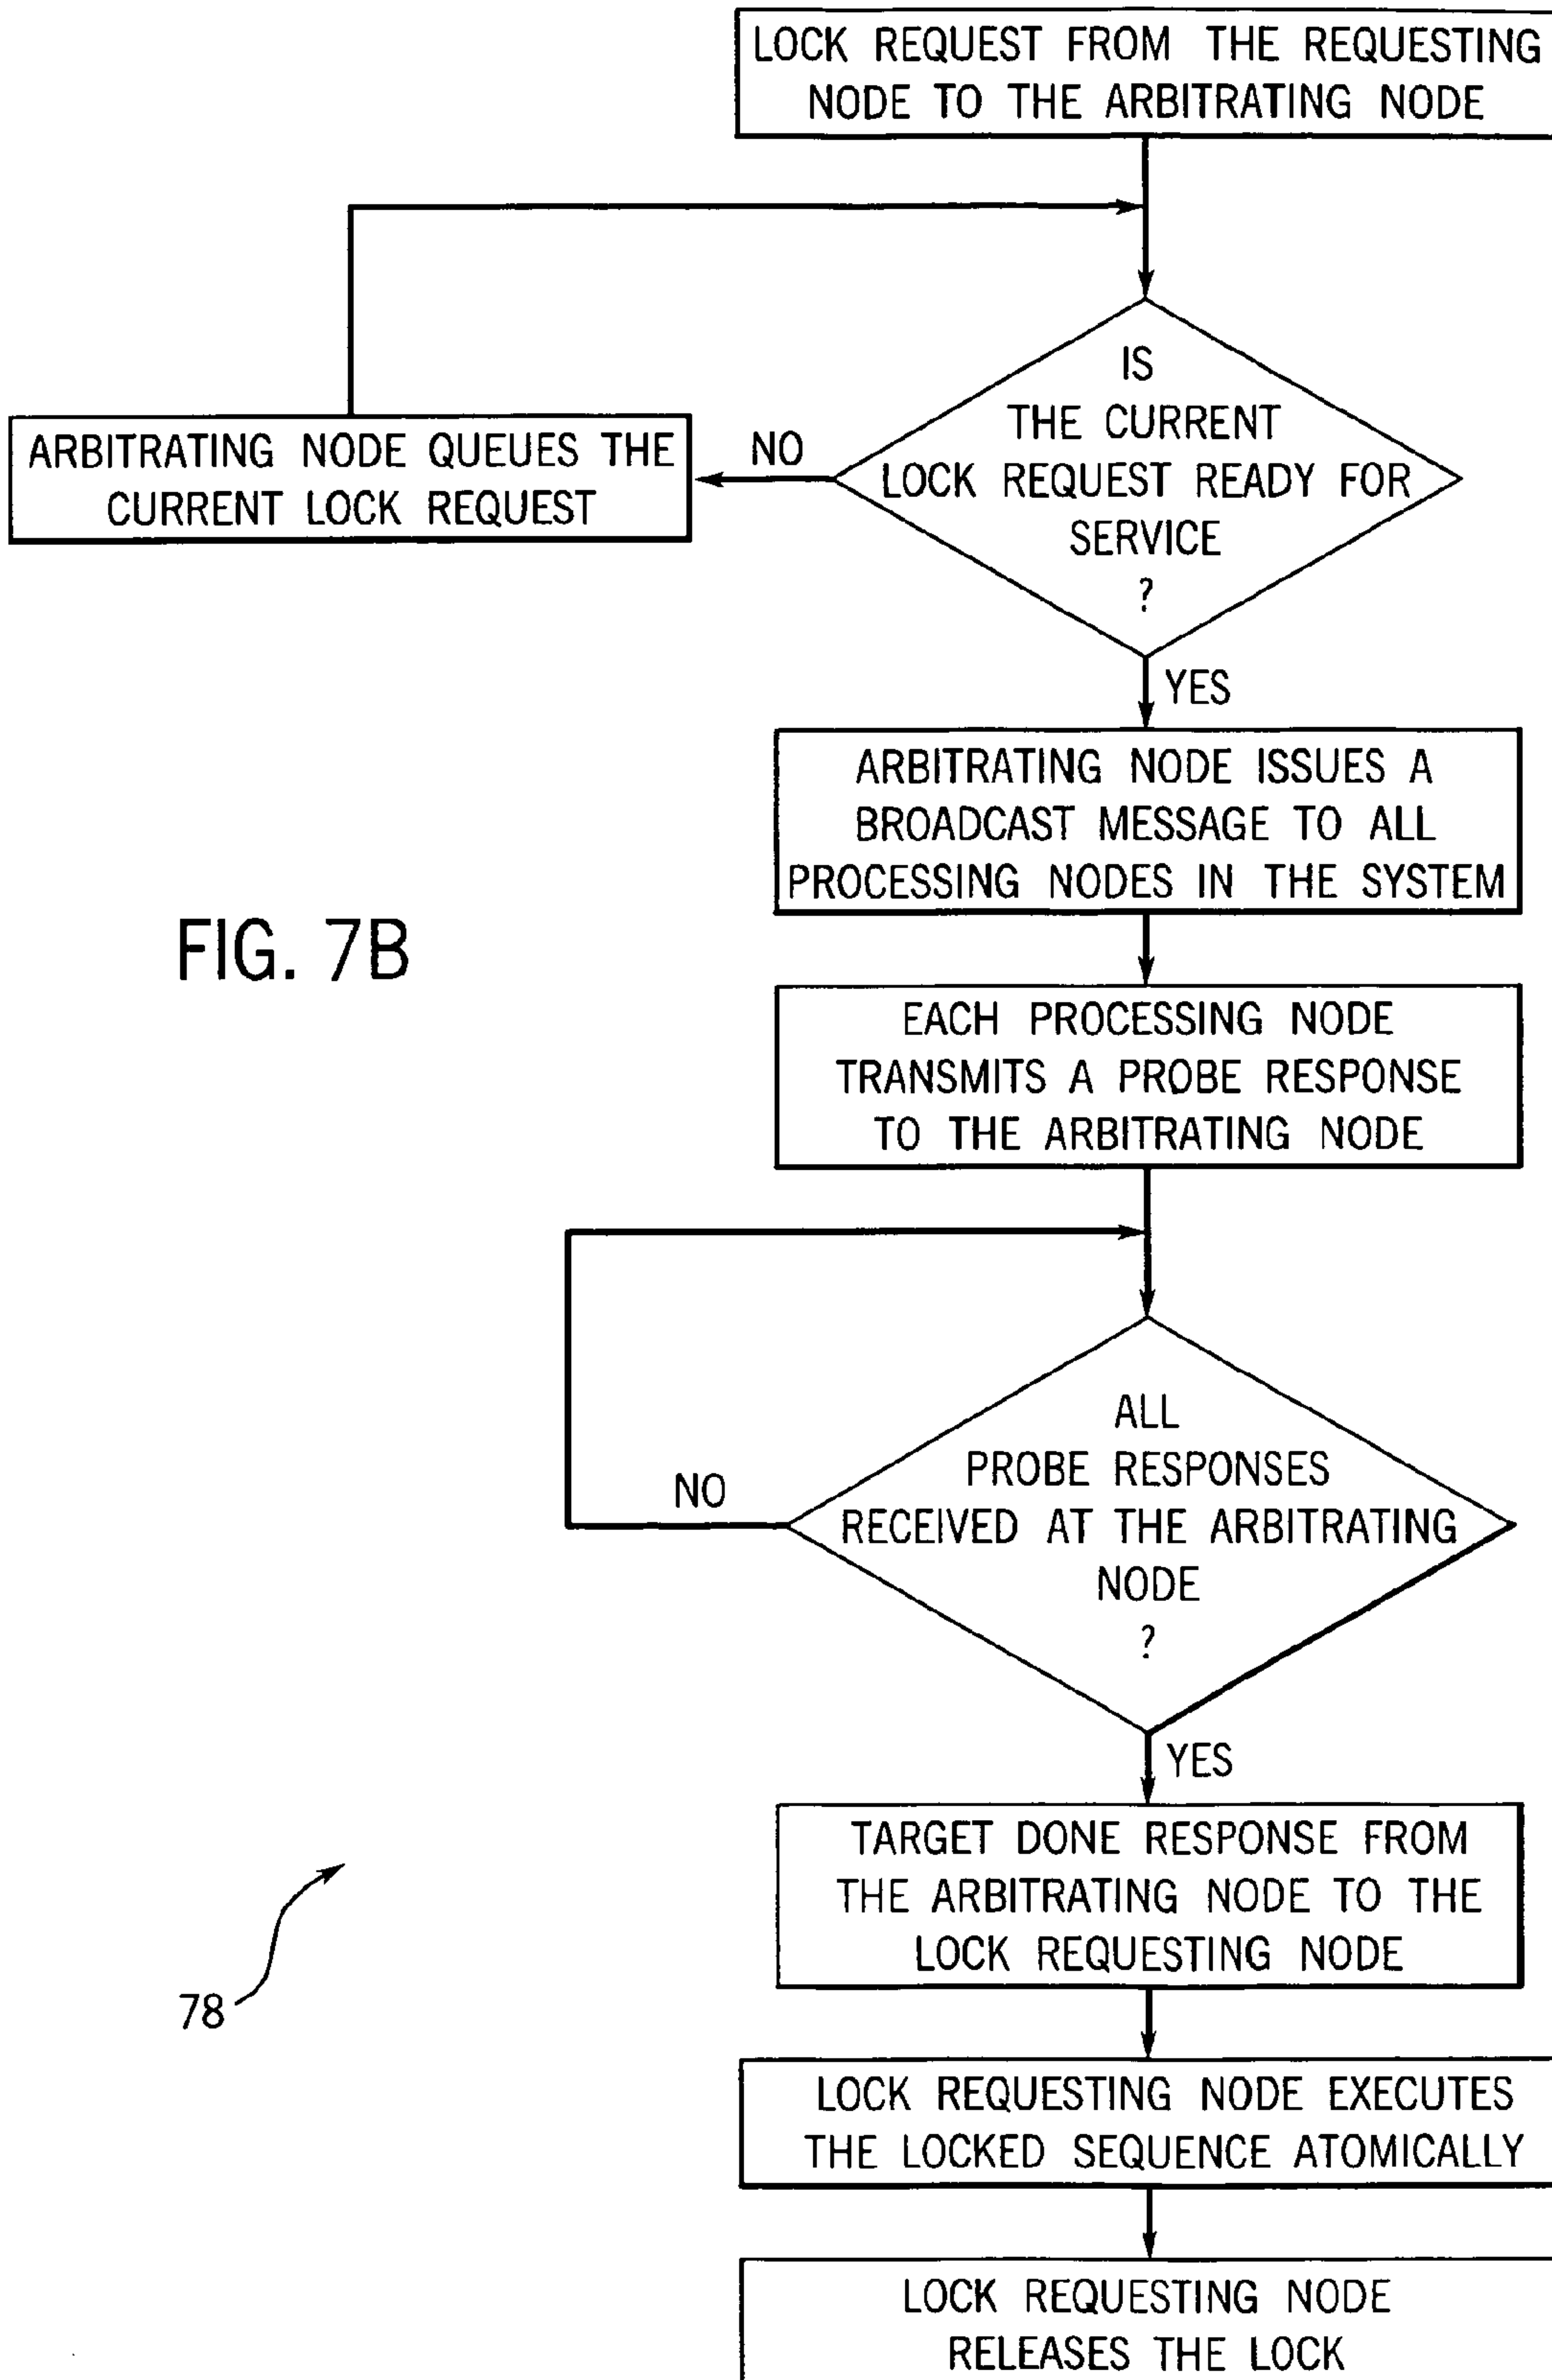 LOCK REQUEST FROM THE REQUESTING
NODE TO THE ARBITRATING NODE
IS
THE CURRENT
LOCK REQUEST READY FOR
SERVICE
?
NO
ARBITRATING NODE QUEUES THE
CURRENT LOCK REQUEST
YES
ARBITRATING NODE ISSUES A
BROADCAST MESSAGE TO ALL
PROCESSING NODES IN THE SYSTEM
FIG. 7B
EACH PROCESSING NODE
TRANSMITS A PROBE RESPONSE
TO THE ARBITRATING NODE
ALL
PROBE RESPONSES
RECEIVED AT THE ARBITRATING
NODE
?
NO
YES
TARGET DONE RESPONSE FROM
THE ARBITRATING NODE TO THE
LOCK REQUESTING NODE
78
LOCK REQUESTING NODE EXECUTES
THE LOCKED SEQUENCE ATOMICALLY
LOCK REQUESTING NODE
RELEASES THE LOCK